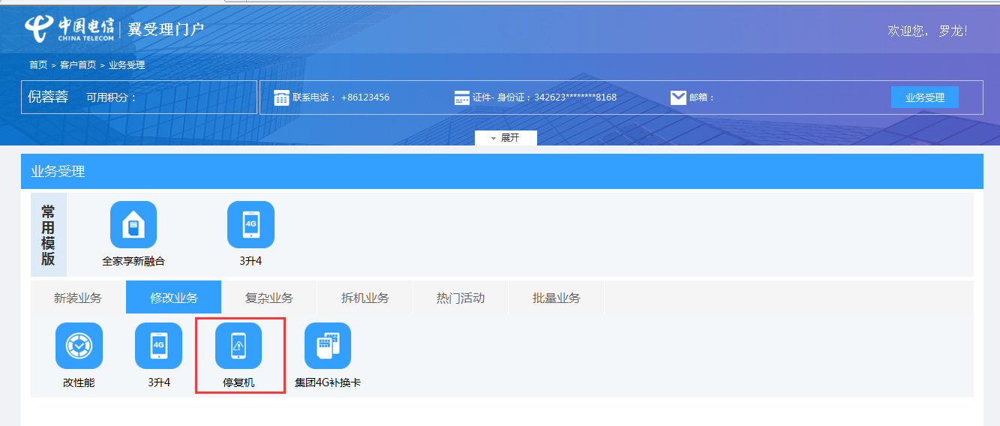 中国电信
CHINA TELECOM
翼受理门户
欢迎您， 罗龙!
首页 > 客户首页 > 业务受理
倪蓉蓉 可用积分：
联系电话： +86123456
证件- 身份证：342623********8168
邮箱：
业务受理
展开
业务受理
常用模版
全家享新融合
4G
3升4
新装业务 修改业务 复杂业务 拆机业务 热门活动 批量业务
4G
改性能 3升4 停复机 集团4G补换卡